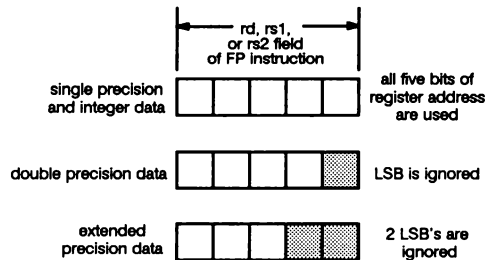 rd, rs1,
or rs2 field
of FP instruction
single precision
and integer data
all five bits of
register address
are used
double precision data
LSB is ignored
extended
precision data
2 LSB's are
ignored